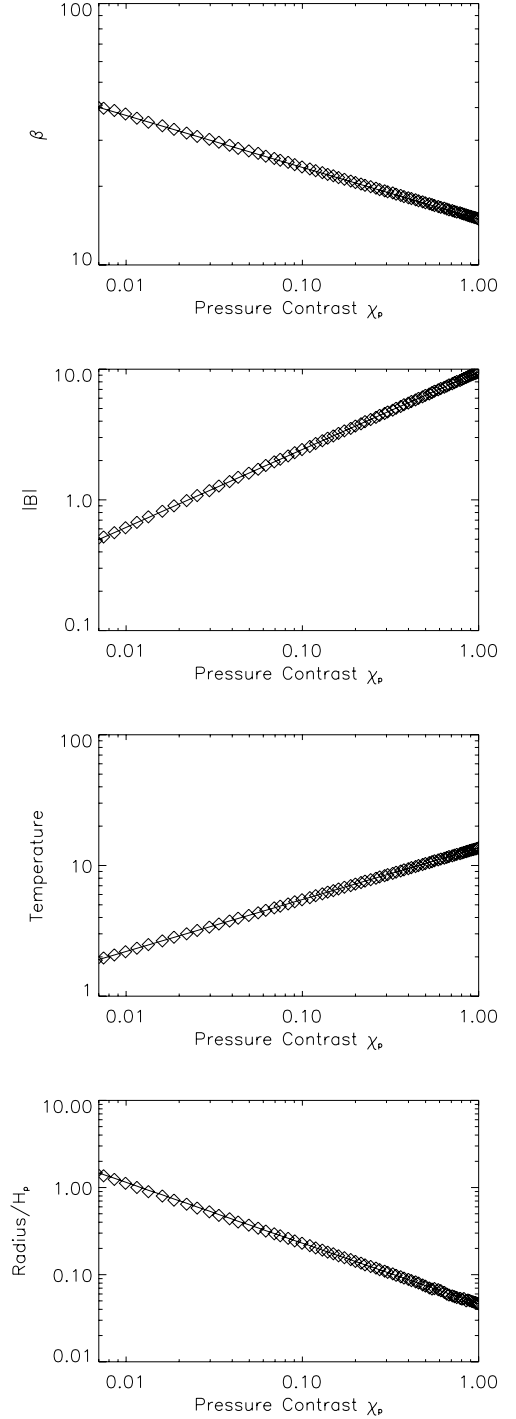 100
β
10
0.01 0.10 1.00
Pressure Contrast χₚ
10.0
1.0
|B|
0.1
0.01 0.10 1.00
Pressure Contrast χₚ
100
10
Temperature
1
0.01 0.10 1.00
Pressure Contrast χₚ
10.00
1.00
Radius/Hₚ
0.10
0.01
0.01 0.10 1.00
Pressure Contrast χₚ